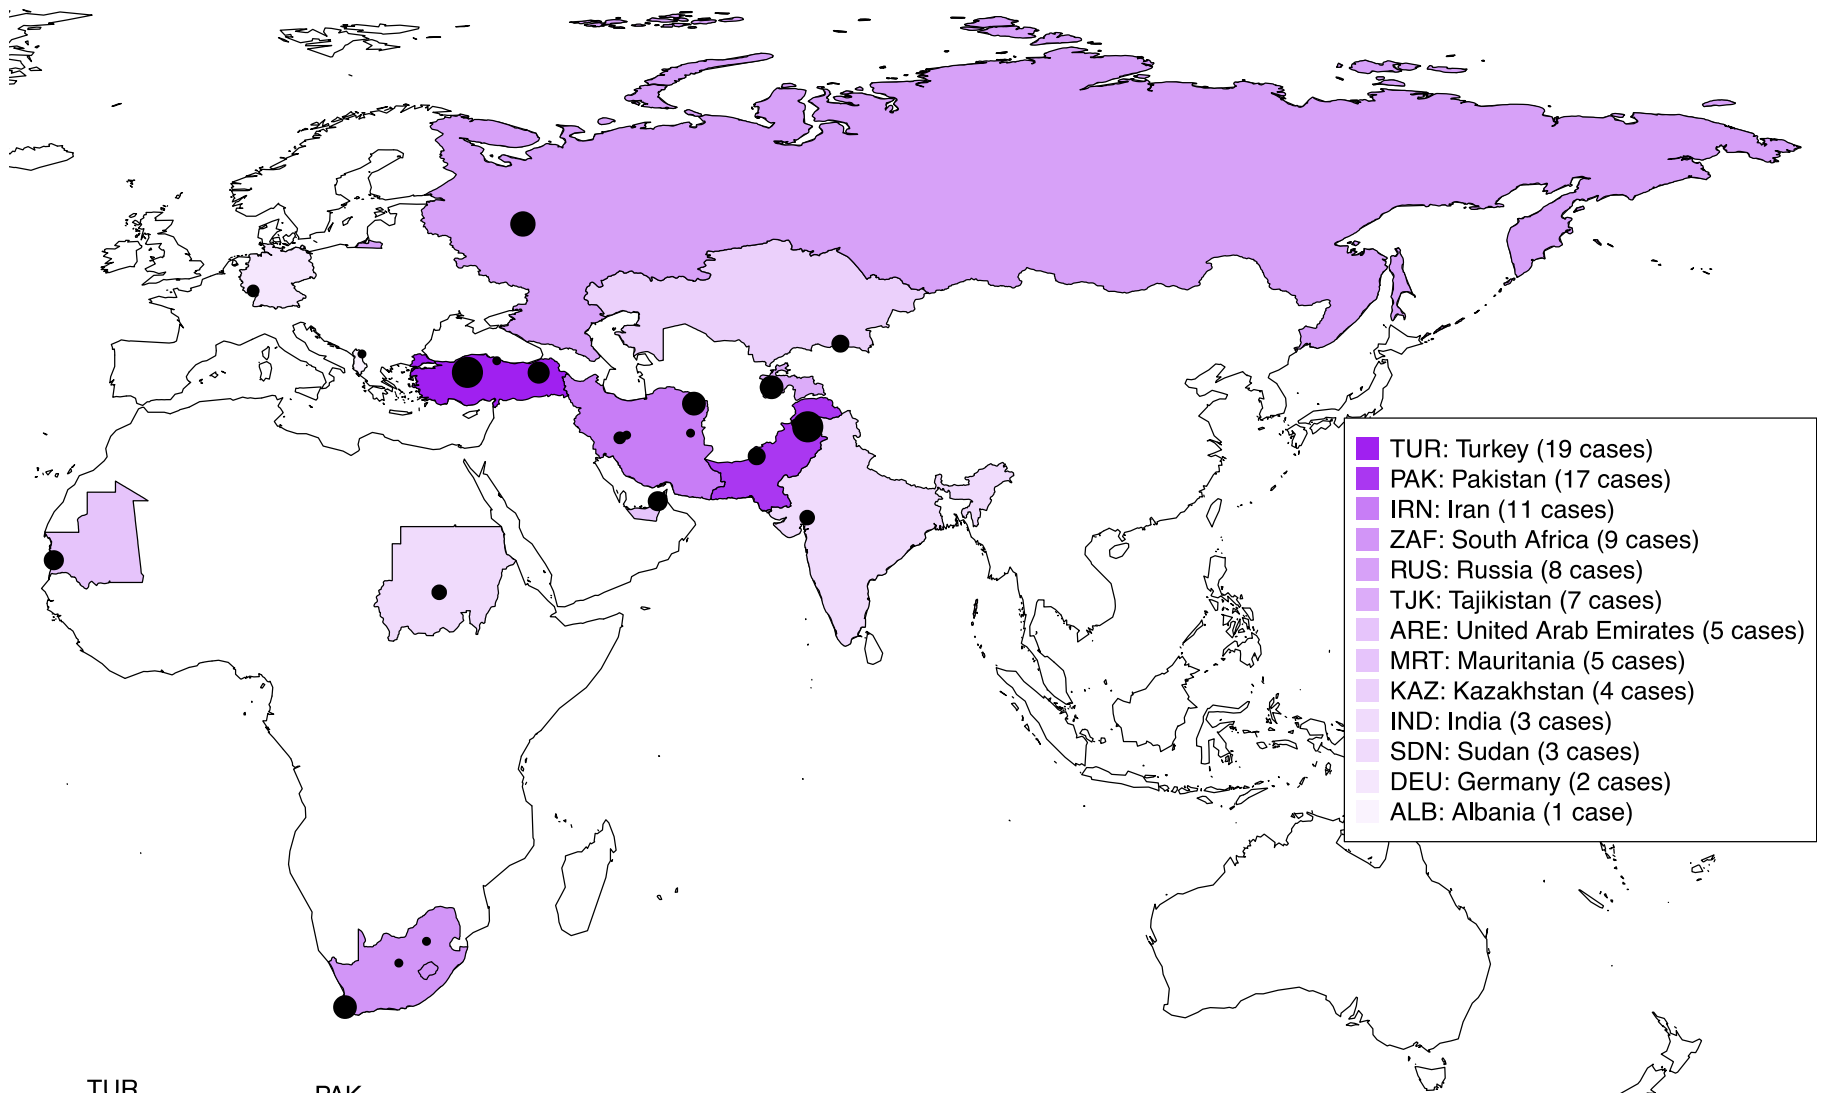 TUR: Turkey (19 cases)
PAK: Pakistan (17 cases)
IRN: Iran (11 cases)
ZAF: South Africa (9 cases)
RUS: Russia (8 cases)
TJK: Tajikistan (7 cases)
ARE: United Arab Emirates (5 cases)
MRT: Mauritania (5 cases)
KAZ: Kazakhstan (4 cases)
IND: India (3 cases)
SDN: Sudan (3 cases)
DEU: Germany (2 cases)
ALB: Albania (1 case)
TUR
PAK